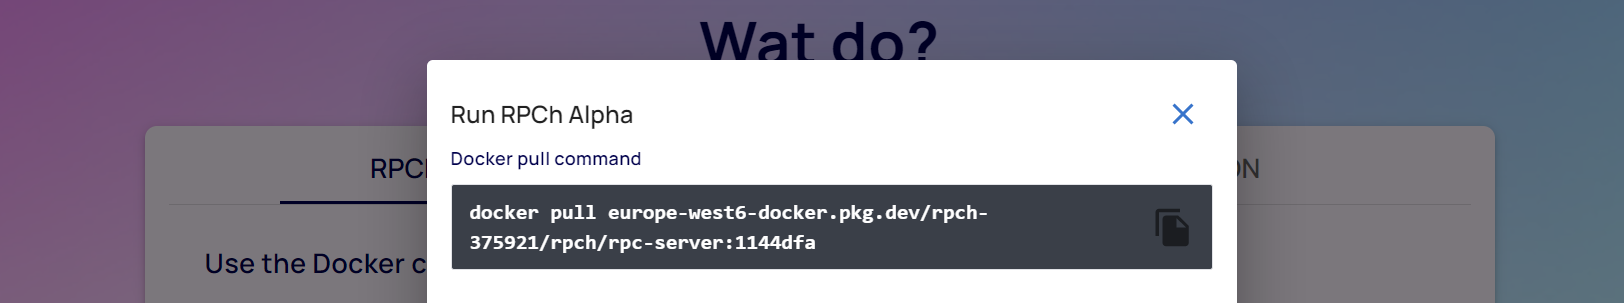 Wat do?
Run RPCh Alpha
Docker pull command
RPC
docker pull europe-west6-docker.pkg.dev/rpch-
375921/rpch/rpc-server:1144dfa
Use the Docker c